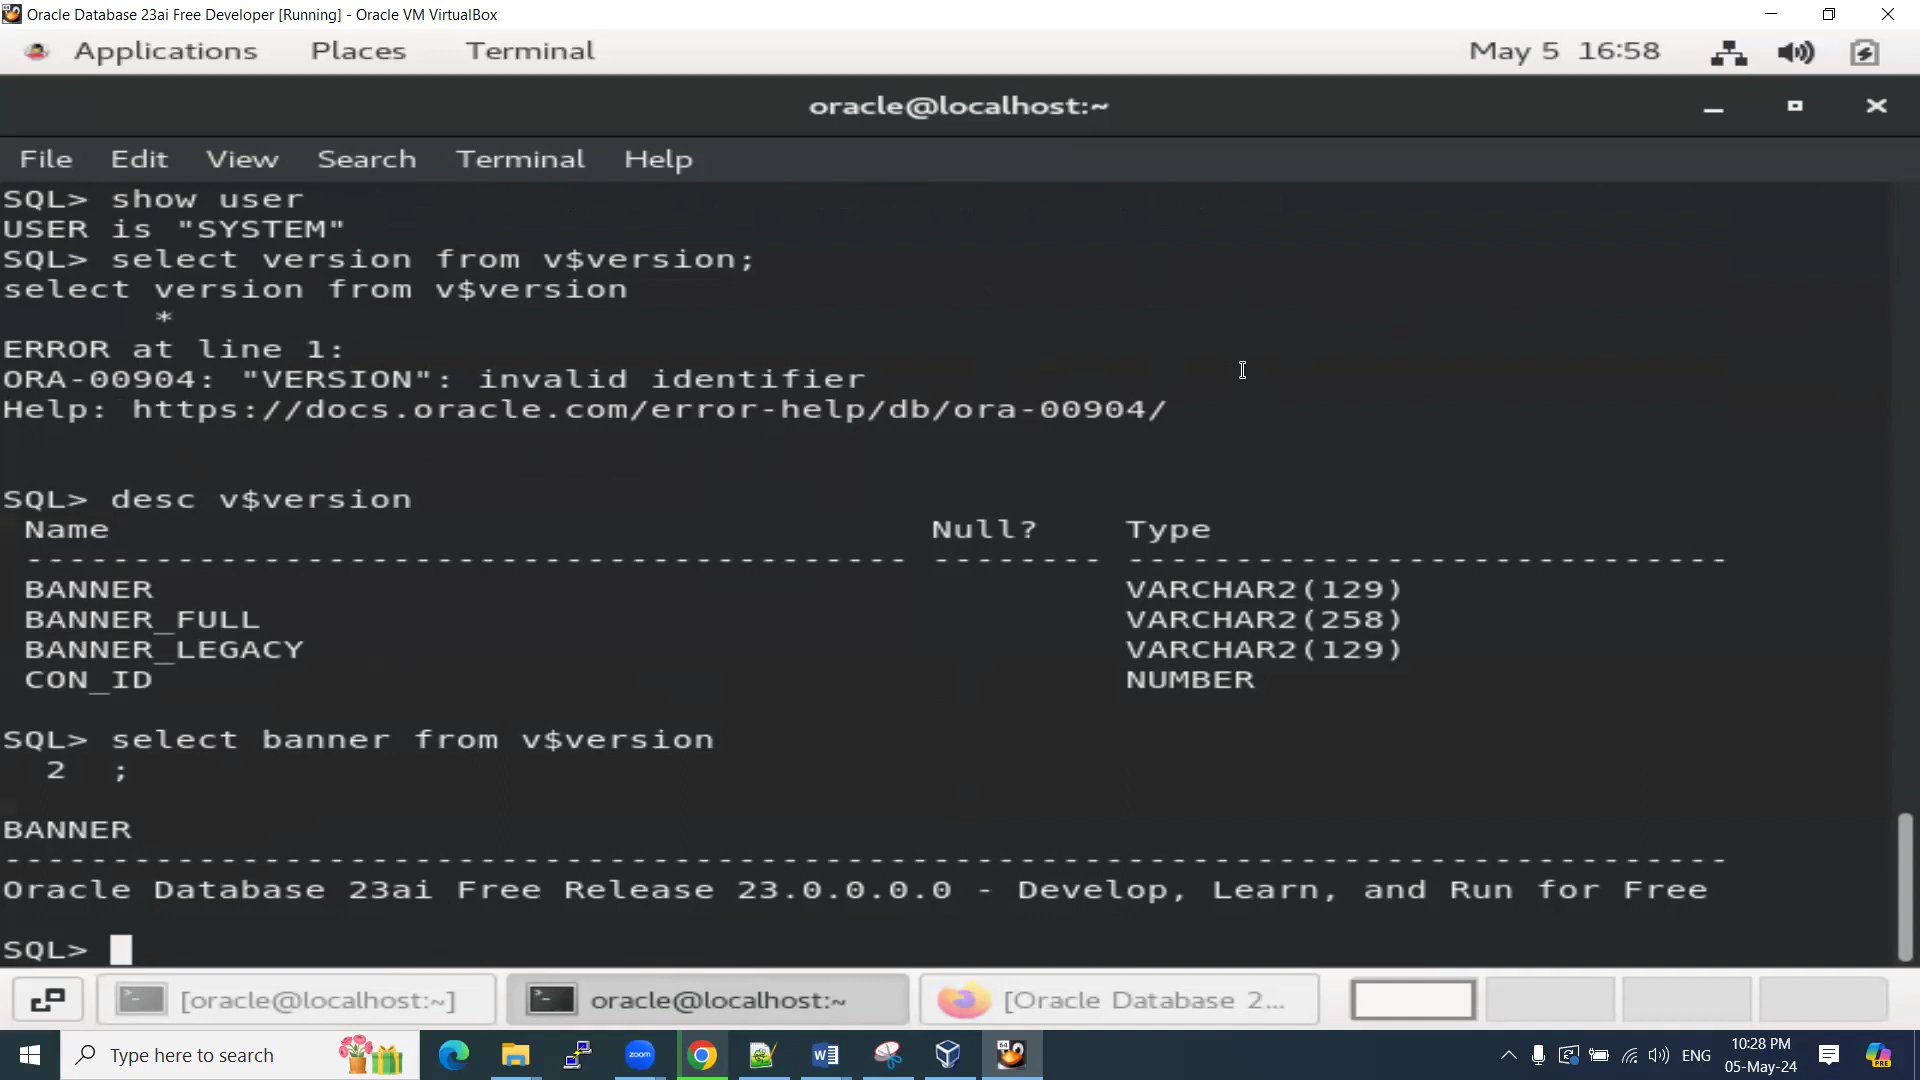 Oracle Database 23ai Free Developer [Running] - Oracle VM VirtualBox
Applications Places Terminal May 5 16:58
oracle@localhost:~
File Edit View Search Terminal Help
SQL> show user
USER is "SYSTEM"
SQL> select version from v$version;
select version from v$version
*
ERROR at line 1:
ORA-00904: "VERSION": invalid identifier
Help: https://docs.oracle.com/error-help/db/ora-00904/
SQL> desc v$version
Name Null? Type
----------------------------------------- -------- ----------------------------
BANNER VARCHAR2(129)
BANNER_FULL VARCHAR2(258)
BANNER_LEGACY VARCHAR2(129)
CON_ID NUMBER
SQL> select banner from v$version
2 ;
BANNER
--------------------------------------------------------------------------------
Oracle Database 23ai Free Release 23.0.0.0.0 - Develop, Learn, and Run for Free
SQL>
[oracle@localhost:~] oracle@localhost:~ [Oracle Database 2...
Type here to search zoom W 64 ENG 10:28 PM PRE
05-May-24